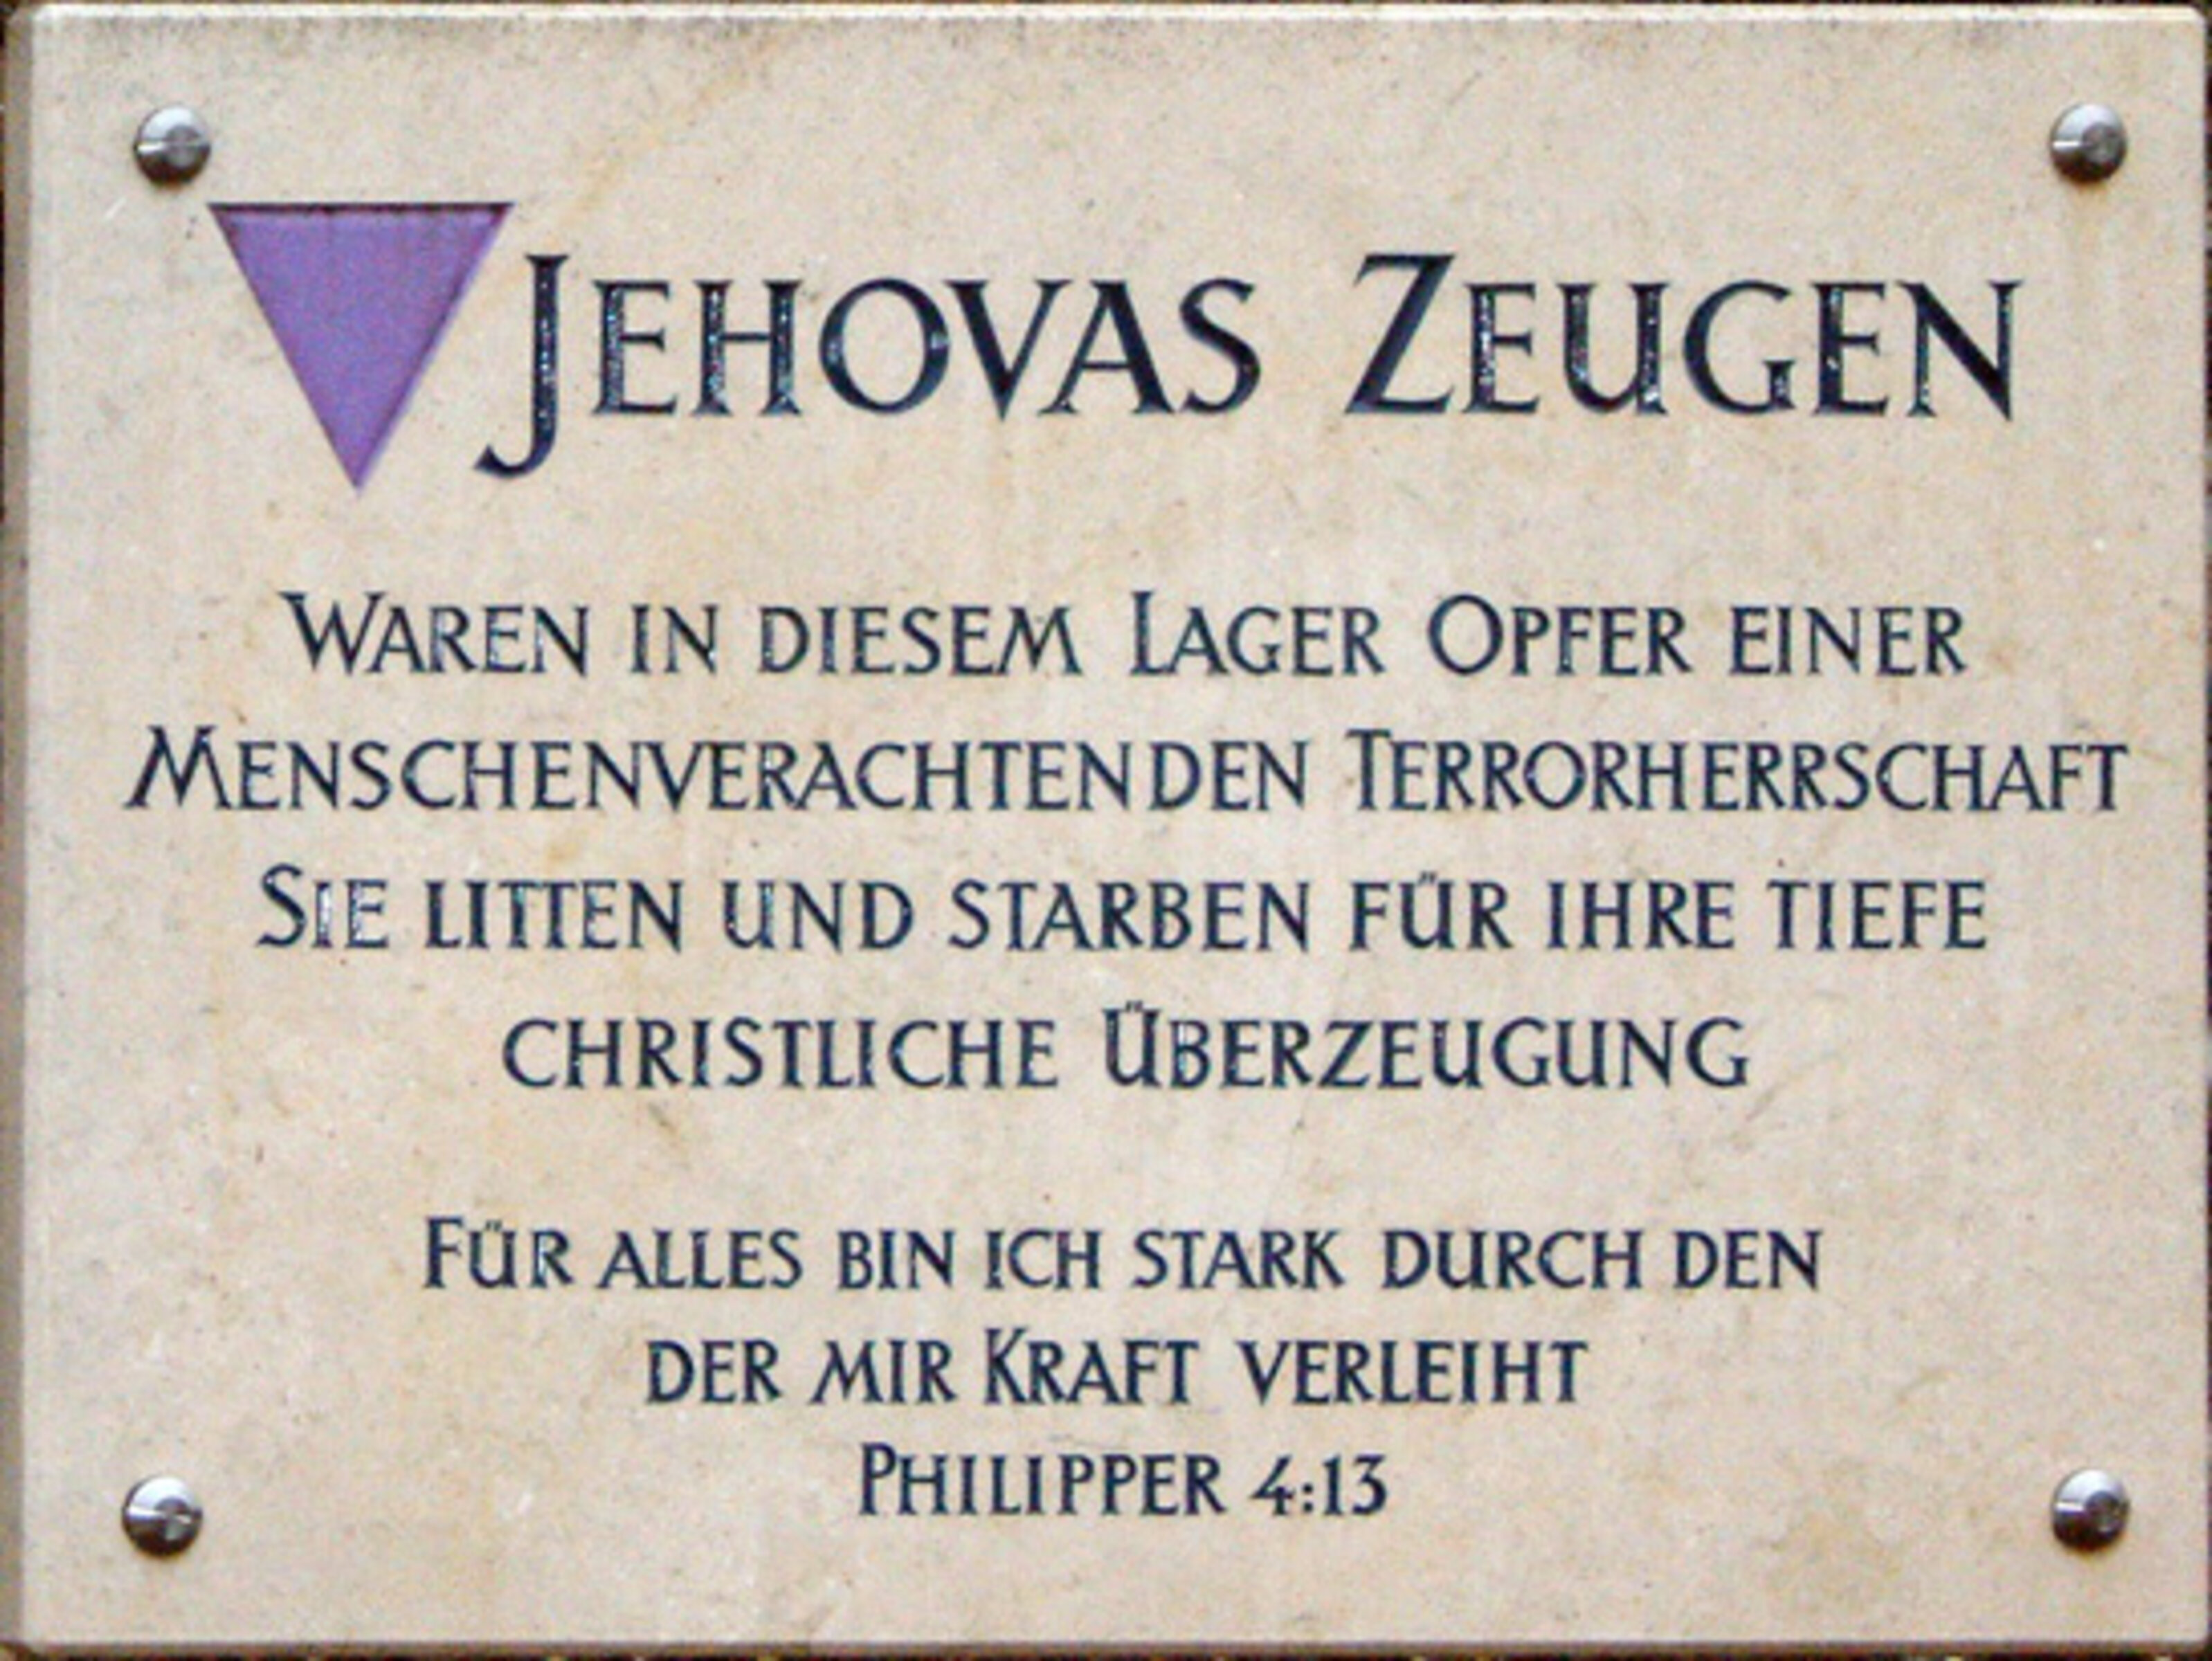 JEHOVAS ZEUGEN
WAREN IN DIESEM LAGER OPFER EINER
MENSCHENVERACHTENDEN TERRORHERRSCHAFT
SIE LITTEN UND STARBEN FÜR IHRE TIEFE
CHRISTLICHE ÜBERZEUGUNG
FÜR ALLES BIN ICH STARK DURCH DEN
DER MIR KRAFT VERLEIHT
PHILIPPER 4:13